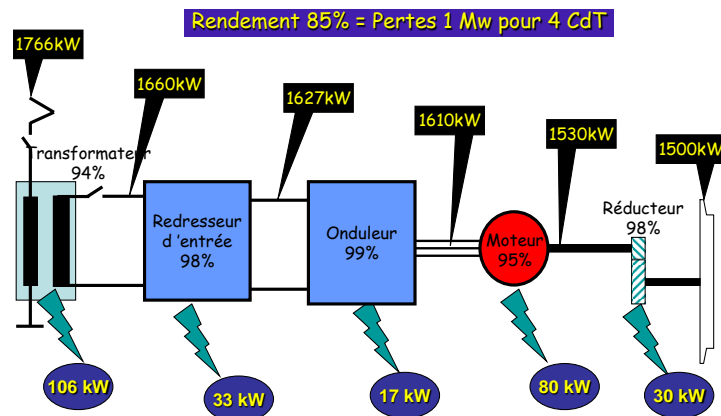 Rendement 85% = Pertes 1 Mw pour 4 CdT
1766kW
1660kW
1627kW
1610kW
1530kW
1500kW
Transformateur
94%
Redresseur
d ’entrée
98%
Onduleur
99%
Moteur
95%
Réducteur
98%
106 kW
33 kW
17 kW
80 kW
30 kW